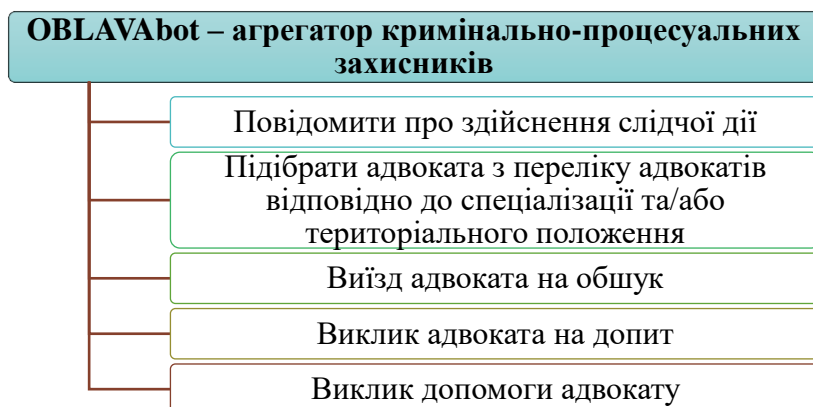 OBLAVAbot – агрегатор кримінально-процесуальних
захисників
Повідомити про здійснення слідчої дії
Підібрати адвоката з переліку адвокатів
відповідно до спеціалізації та/або
територіального положення
Виїзд адвоката на обшук
Виклик адвоката на допит
Виклик допомоги адвокату